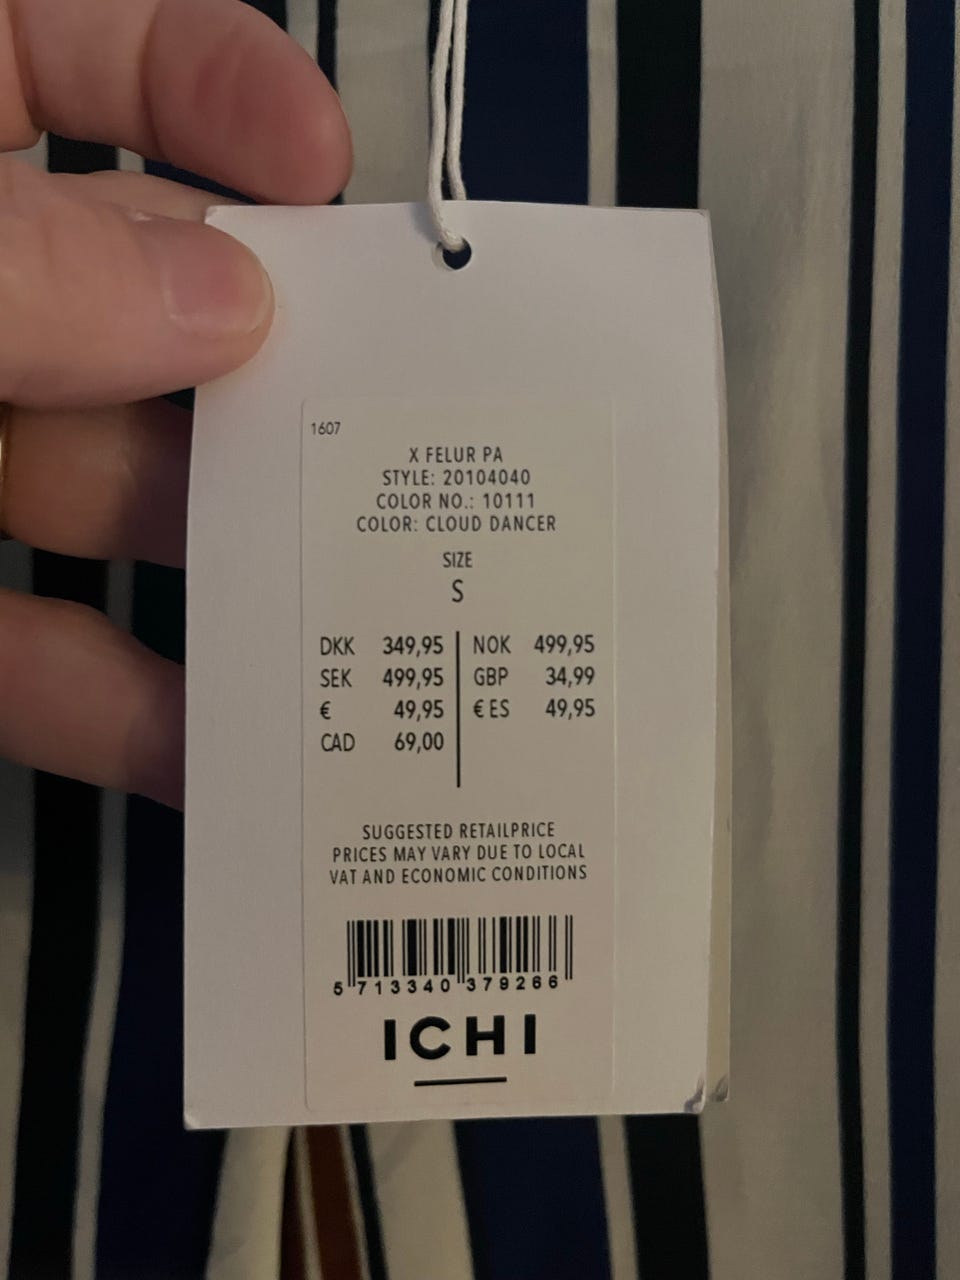 1607
X FELUR PA
STYLE: 20104040
COLOR NO.: 10111
COLOR: CLOUD DANCER
SIZE
S
DKK 349,95 NOK 499,95
SEK 499,95 GBP 34,99
€ 49,95 € ES 49,95
CAD 69,00
SUGGESTED RETAILPRICE
PRICES MAY VARY DUE TO LOCAL
VAT AND ECONOMIC CONDITIONS
5 713340 379266
ICHI